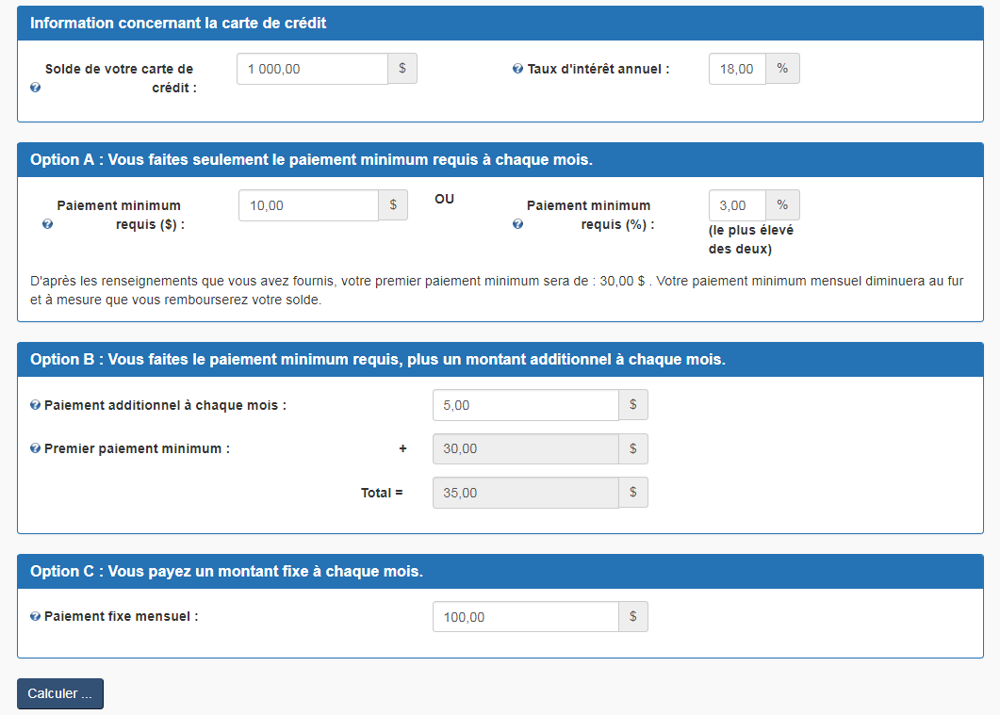 Information concernant la carte de crédit
Solde de votre carte de
crédit :
1 000,00 $
Taux d'intérêt annuel :
18,00 %
Option A : Vous faites seulement le paiement minimum requis à chaque mois.
Paiement minimum
requis ($) :
10,00 $
OU
Paiement minimum
requis (%) :
3,00 %
(le plus élevé
des deux)
D'après les renseignements que vous avez fournis, votre premier paiement minimum sera de : 30,00 $ . Votre paiement minimum mensuel diminuera au fur
et à mesure que vous rembourserez votre solde.
Option B : Vous faites le paiement minimum requis, plus un montant additionnel à chaque mois.
Paiement additionnel à chaque mois : 5,00 $
Premier paiement minimum : + 30,00 $
Total = 35,00 $
Option C : Vous payez un montant fixe à chaque mois.
Paiement fixe mensuel : 100,00 $
Calculer ...